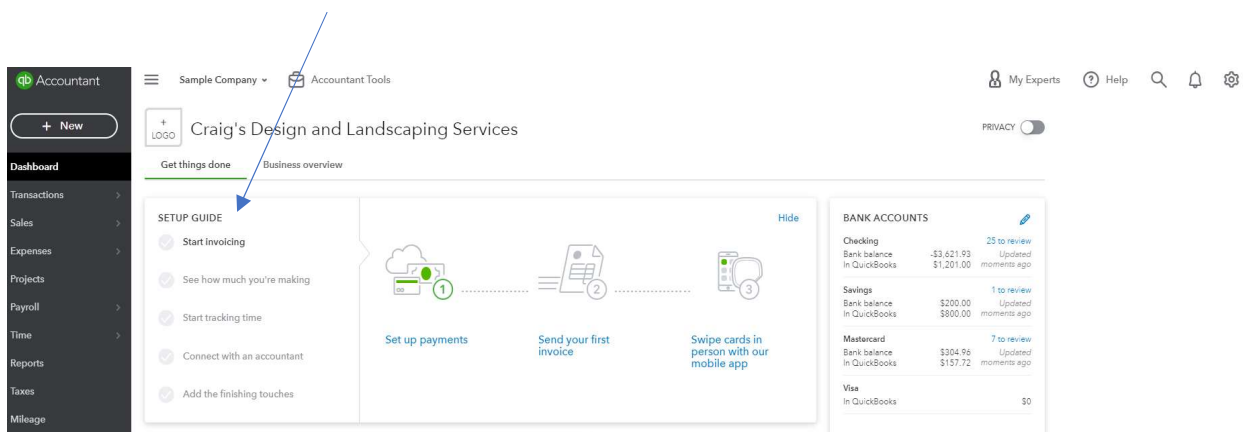 qb Accountant
Sample Company
Accountant Tools
My Experts
Help
+ New
+ LOGO
Craig's Design and Landscaping Services
PRIVACY
Dashboard
Transactions
Sales
Expenses
Projects
Payroll
Time
Reports
Taxes
Mileage
Get things done
Business overview
SETUP GUIDE
Start invoicing
See how much you're making
Start tracking time
Connect with an accountant
Add the finishing touches
Hide
1
2
3
Set up payments
Send your first
invoice
Swipe cards in
person with our
mobile app
BANK ACCOUNTS
Checking 25 to review
Bank balance -$3,621.93 Updated
In QuickBooks $1,201.00 moments ago
Savings 1 to review
Bank balance $200.00 Updated
In QuickBooks $800.00 moments ago
Mastercard 7 to review
Bank balance $304.96 Updated
In QuickBooks $157.72 moments ago
Visa
In QuickBooks $0